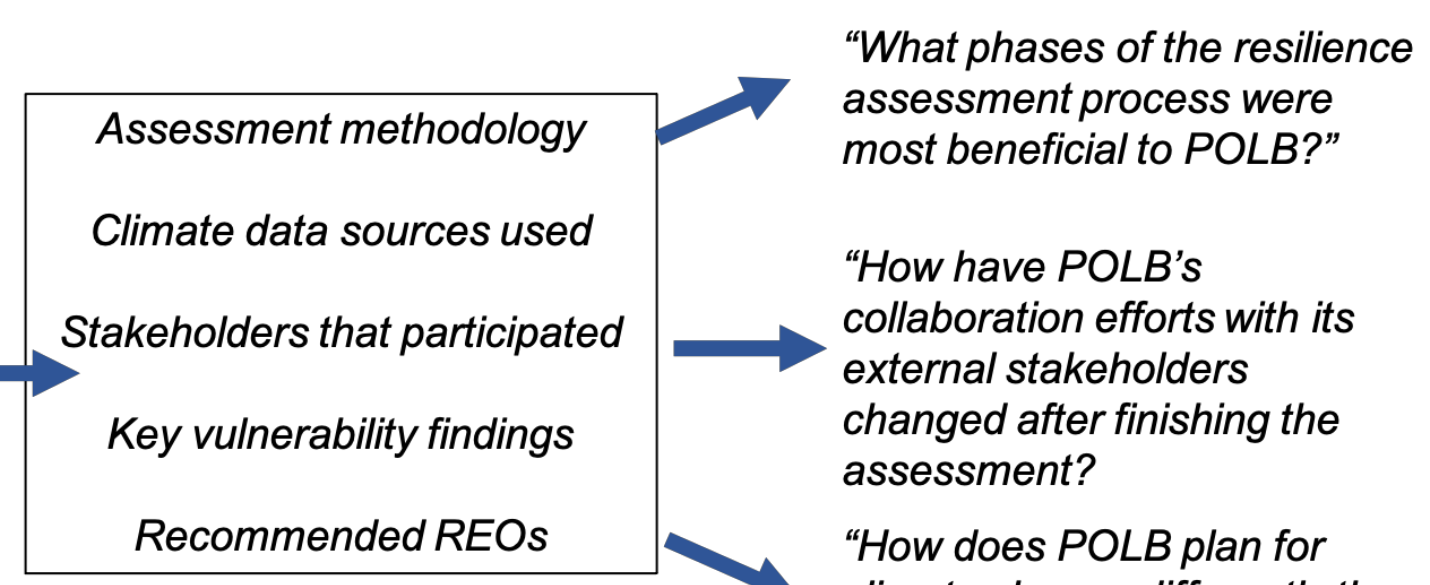 Assessment methodology
Climate data sources used
Stakeholders that participated
Key vulnerability findings
Recommended REOs
“What phases of the resilience
assessment process were
most beneficial to POLB?”
“How have POLB’s
collaboration efforts with its
external stakeholders
changed after finishing the
assessment?
“How does POLB plan for